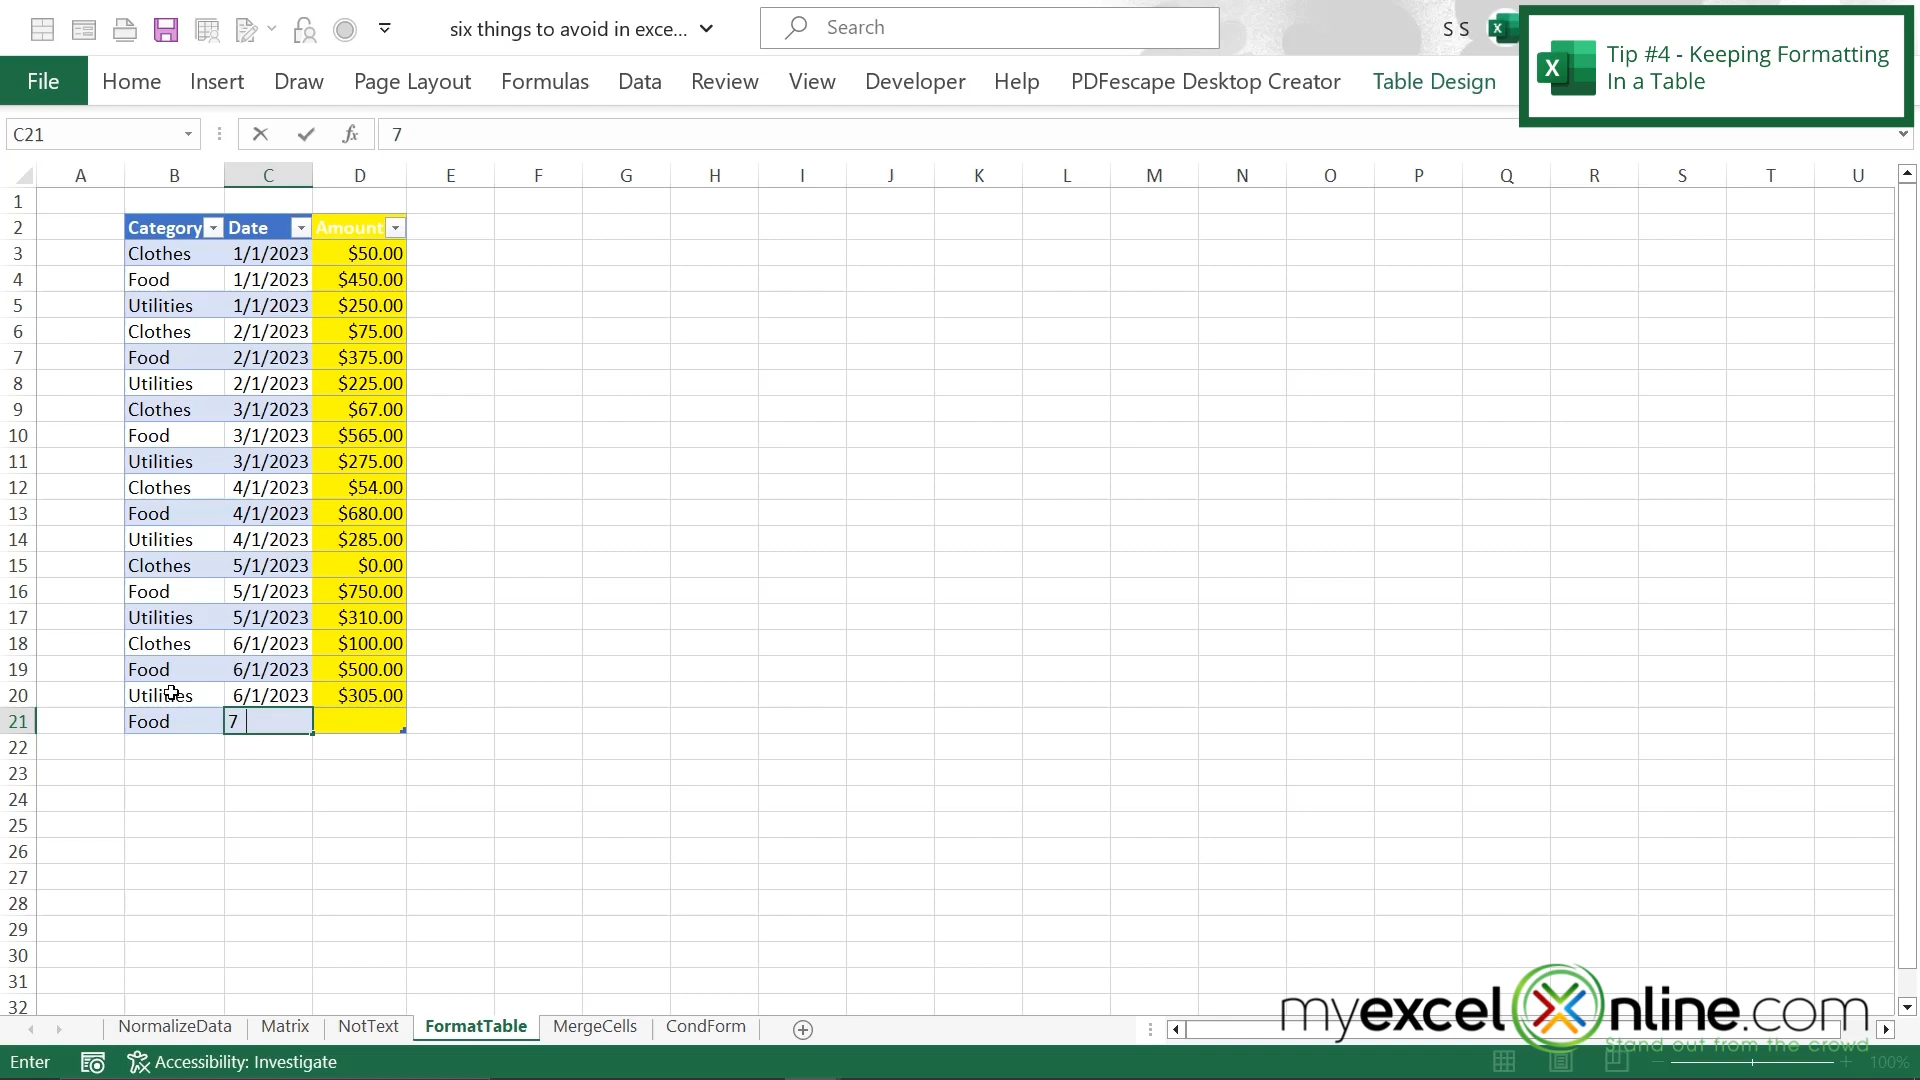 six things to avoid in exce...
Search
S S
Tip #4 - Keeping Formatting
In a Table
File Home Insert Draw Page Layout Formulas Data Review View Developer Help PDFescape Desktop Creator Table Design
C21 fx 7
A B C D E F G H I J K L M N O P Q R S T U
1
2 Category Date Amount
3 Clothes 1/1/2023 $50.00
4 Food 1/1/2023 $450.00
5 Utilities 1/1/2023 $250.00
6 Clothes 2/1/2023 $75.00
7 Food 2/1/2023 $375.00
8 Utilities 2/1/2023 $225.00
9 Clothes 3/1/2023 $67.00
10 Food 3/1/2023 $565.00
11 Utilities 3/1/2023 $275.00
12 Clothes 4/1/2023 $54.00
13 Food 4/1/2023 $680.00
14 Utilities 4/1/2023 $285.00
15 Clothes 5/1/2023 $0.00
16 Food 5/1/2023 $750.00
17 Utilities 5/1/2023 $310.00
18 Clothes 6/1/2023 $100.00
19 Food 6/1/2023 $500.00
20 Utilities 6/1/2023 $305.00
21 Food 7
22
23
24
25
26
27
28
29
30
31
32
myexcelonline.com
Stand out from the crowd
NormalizeData Matrix NotText FormatTable MergeCells CondForm
Enter Accessibility: Investigate 100%